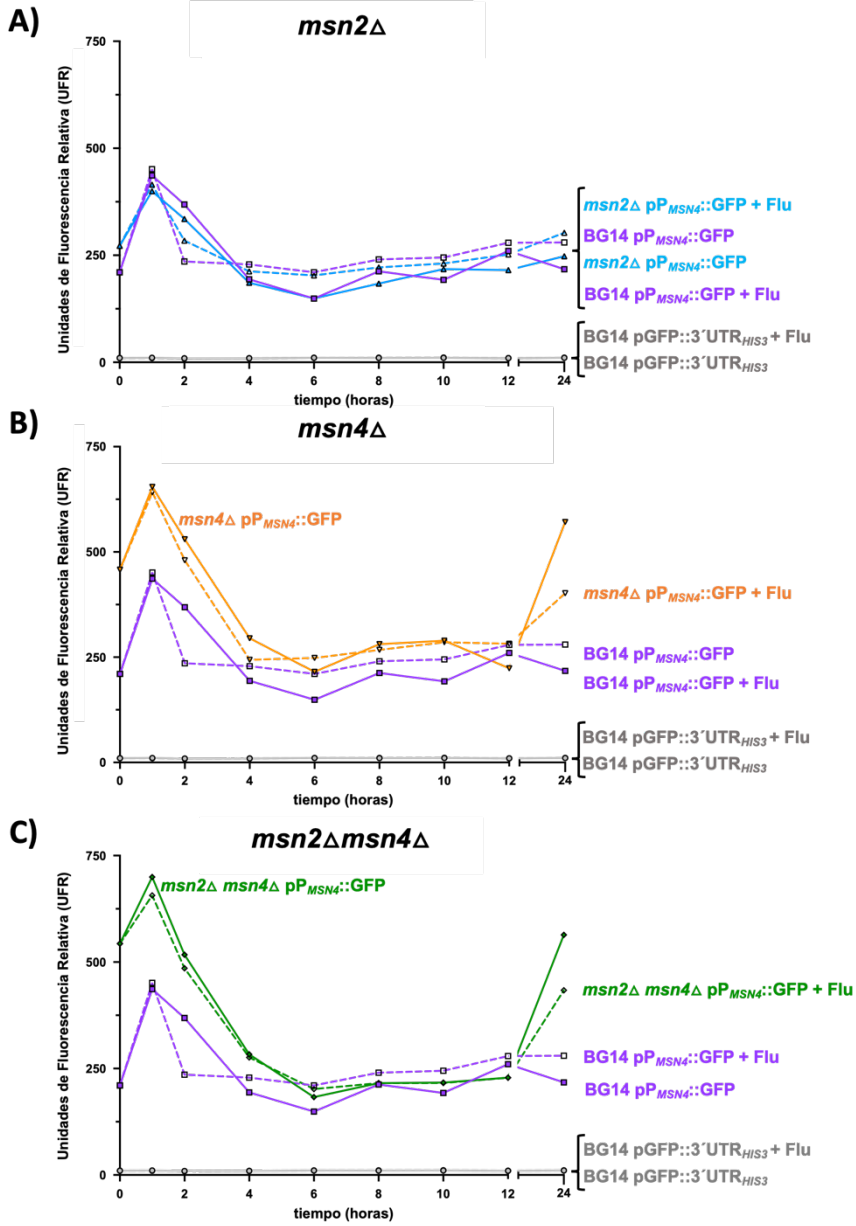 A)
msn2Δ
Unidades de Fluorescencia Relativa (UFR)
750
500
250
0
0 1 2 4 6 8 10 12 24
tiempo (horas)
msn2Δ pPMSN4::GFP + Flu
BG14 pPMSN4::GFP
msn2Δ pPMSN4::GFP
BG14 pPMSN4::GFP + Flu
BG14 pGFP::3´UTRHIS3 + Flu
BG14 pGFP::3´UTRHIS3
B)
msn4Δ
Unidades de Fluorescencia Relativa (UFR)
750
500
250
0
0 1 2 4 6 8 10 12 24
tiempo (horas)
msn4Δ pPMSN4::GFP
msn4Δ pPMSN4::GFP + Flu
BG14 pPMSN4::GFP
BG14 pPMSN4::GFP + Flu
BG14 pGFP::3´UTRHIS3 + Flu
BG14 pGFP::3´UTRHIS3
C)
msn2Δmsn4Δ
Unidades de Fluorescencia Relativa (UFR)
750
500
250
0
0 1 2 4 6 8 10 12 24
tiempo (horas)
msn2Δ msn4Δ pPMSN4::GFP
msn2Δ msn4Δ pPMSN4::GFP + Flu
BG14 pPMSN4::GFP + Flu
BG14 pPMSN4::GFP
BG14 pGFP::3´UTRHIS3 + Flu
BG14 pGFP::3´UTRHIS3